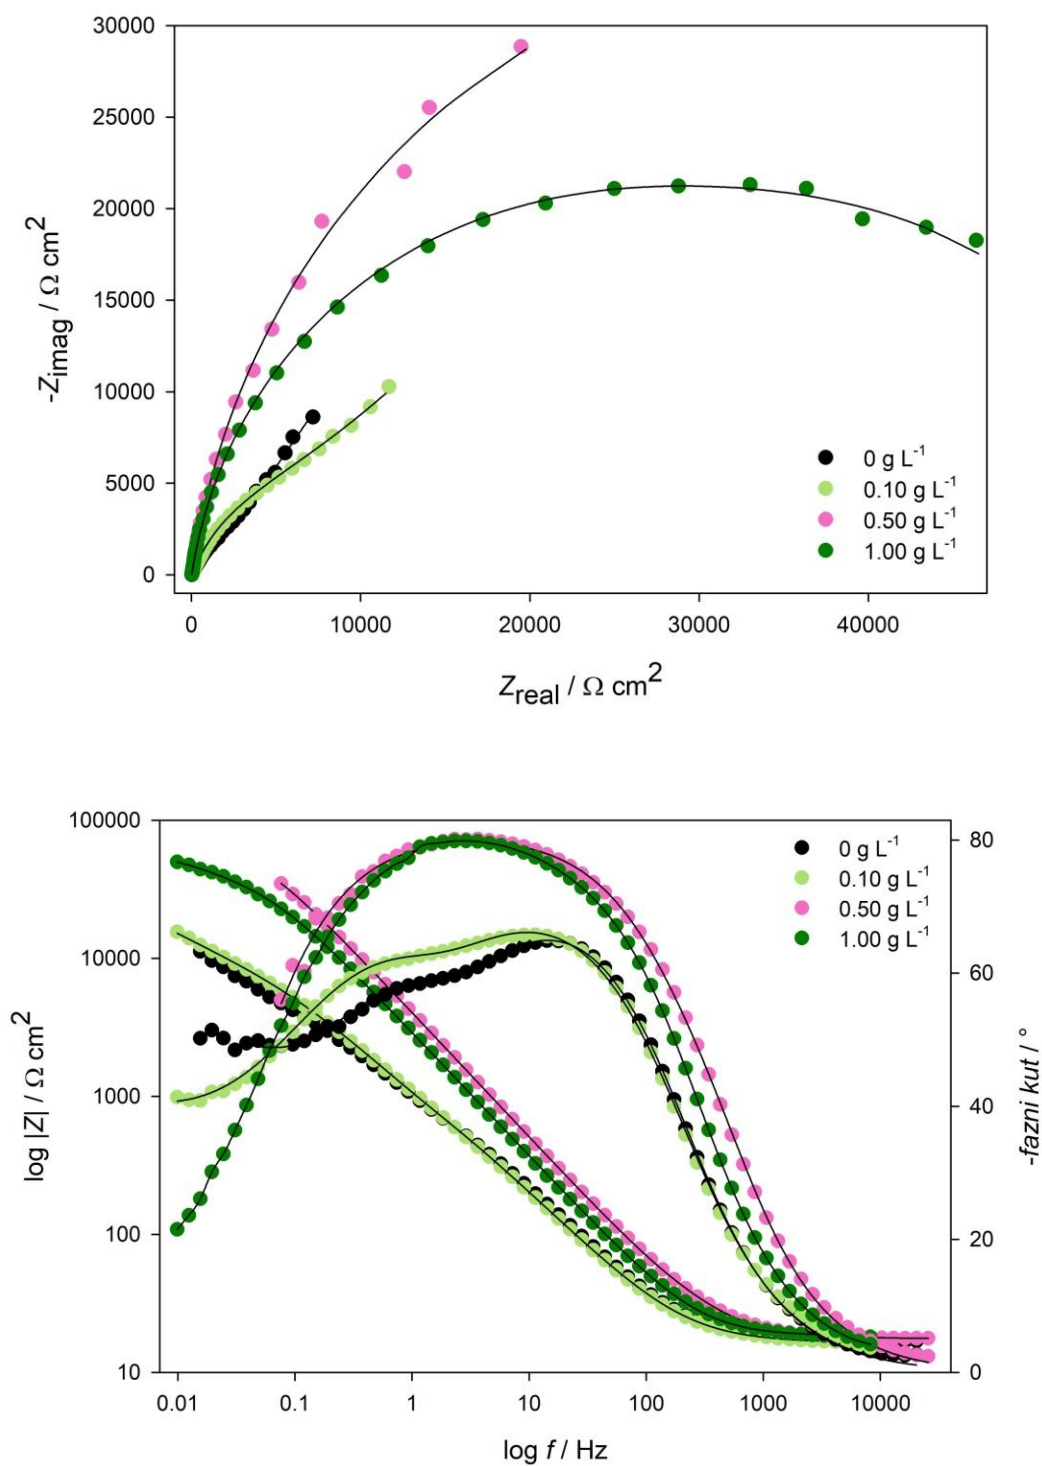 30000
25000
20000
15000
10000
5000
0
-Zimag / Ω cm²
0 g L⁻¹
0.10 g L⁻¹
0.50 g L⁻¹
1.00 g L⁻¹
0 10000 20000 30000 40000
Zreal / Ω cm²
100000
10000
1000
100
10
log |Z| / Ω cm²
0 g L⁻¹
0.10 g L⁻¹
0.50 g L⁻¹
1.00 g L⁻¹
80
60
40
20
0
-fazni kut / °
0.01 0.1 1 10 100 1000 10000
log f / Hz